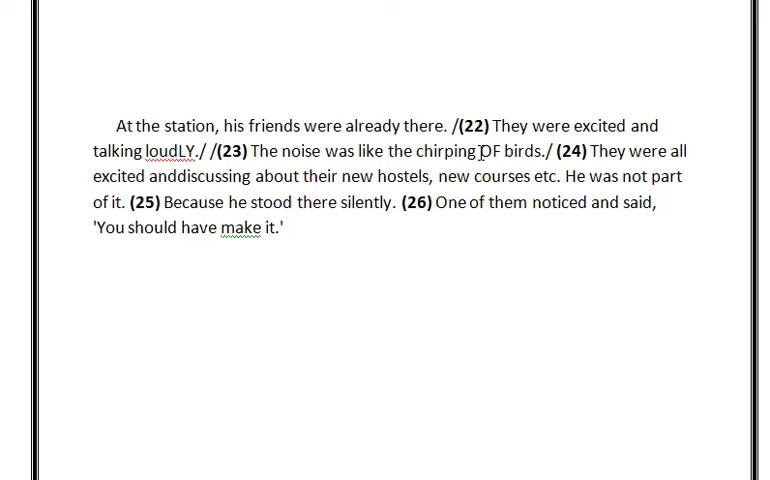 At the station, his friends were already there. /(22) They were excited and
talking loudLY./ /(23) The noise was like the chirping OF birds./ (24) They were all
excited anddiscussing about their new hostels, new courses etc. He was not part
of it. (25) Because he stood there silently. (26) One of them noticed and said,
'You should have make it.'